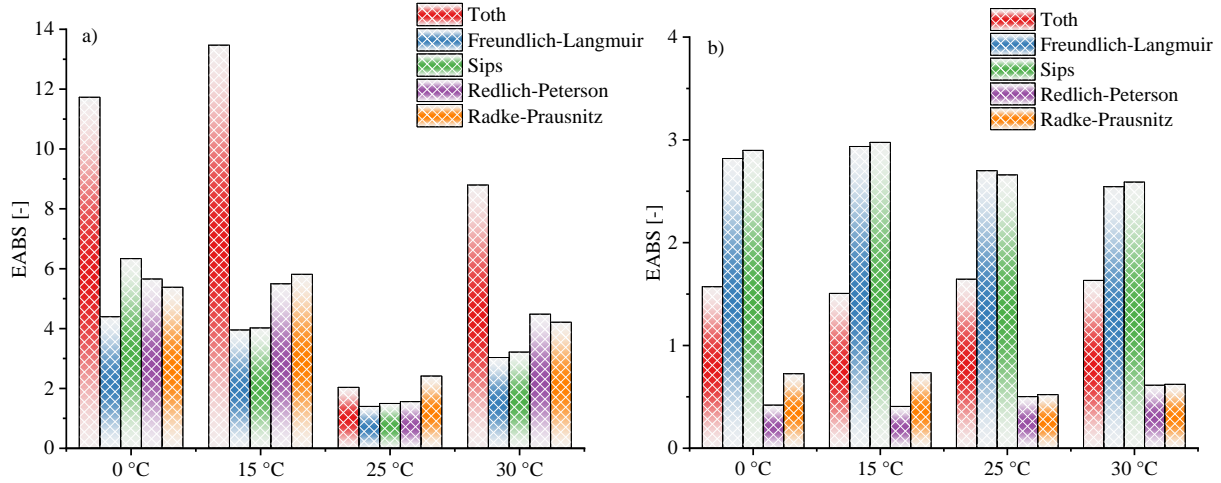 a)
Toth
Freundlich-Langmuir
Sips
Redlich-Peterson
Radke-Prausnitz
14
12
10
8
6
4
2
0
EABS [-]
0 °C
15 °C
25 °C
30 °C
b)
Toth
Freundlich-Langmuir
Sips
Redlich-Peterson
Radke-Prausnitz
4
3
2
1
0
EABS [-]
0 °C
15 °C
25 °C
30 °C